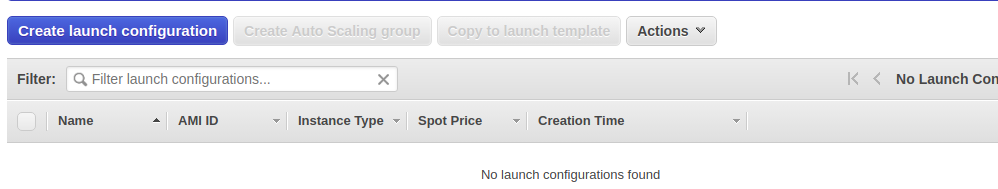 Create launch configuration Create Auto Scaling group Copy to launch template Actions
Filter: Filter launch configurations... No Launch Con
Name AMI ID Instance Type Spot Price Creation Time
No launch configurations found